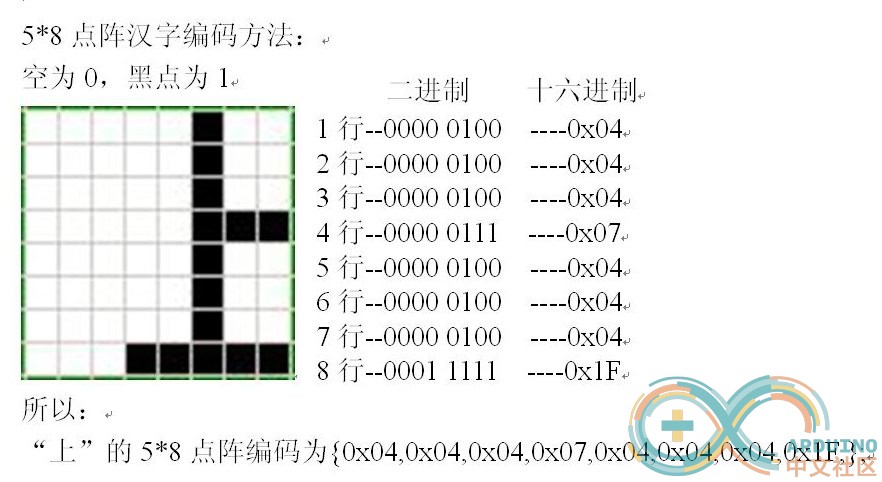 5*8点阵汉字编码方法：
空为0，黑点为1
二进制 十六进制
1行--0000 0100 ----0x04
2行--0000 0100 ----0x04
3行--0000 0100 ----0x04
4行--0000 0111 ----0x07
5行--0000 0100 ----0x04
6行--0000 0100 ----0x04
7行--0000 0100 ----0x04
8行--0001 1111 ----0x1F
所以：
“上”的5*8点阵编码为{0x04,0x04,0x04,0x07,0x04,0x04,0x04,0x1F,},
ARDUINO
中文社区